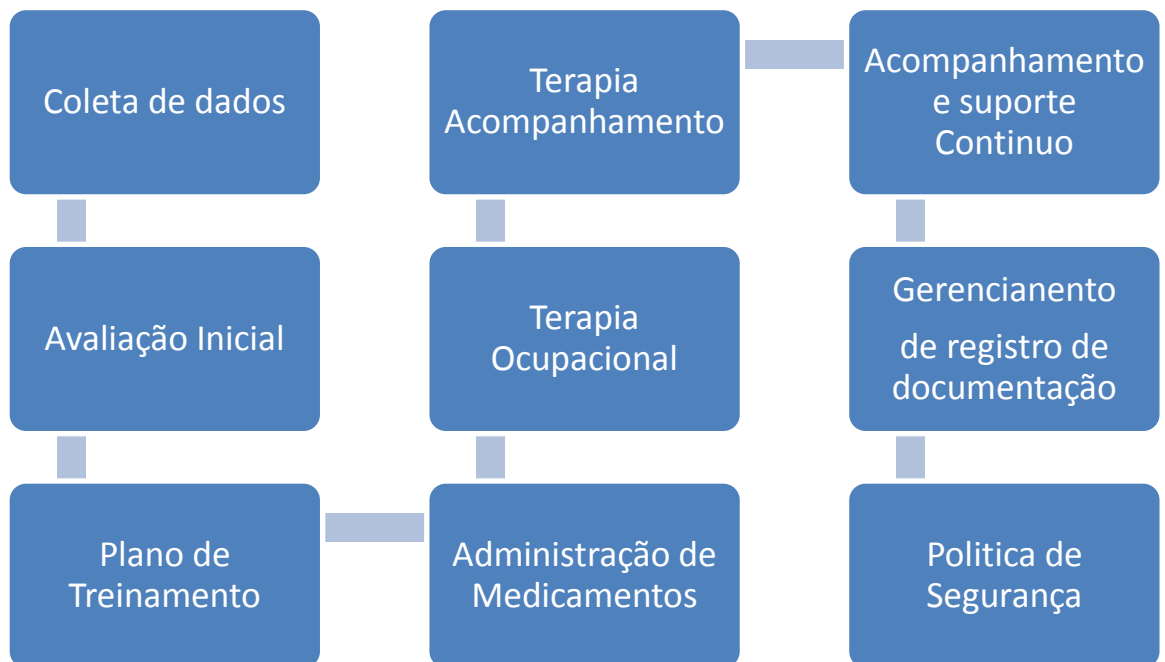 Coleta de dados
Avaliação Inicial
Plano de
Treinamento
Administração de
Medicamentos
Terapia
Ocupacional
Terapia
Acompanhamento
Acompanhamento
e suporte
Continuo
Gerencianento
de registro de
documentação
Politica de
Segurança